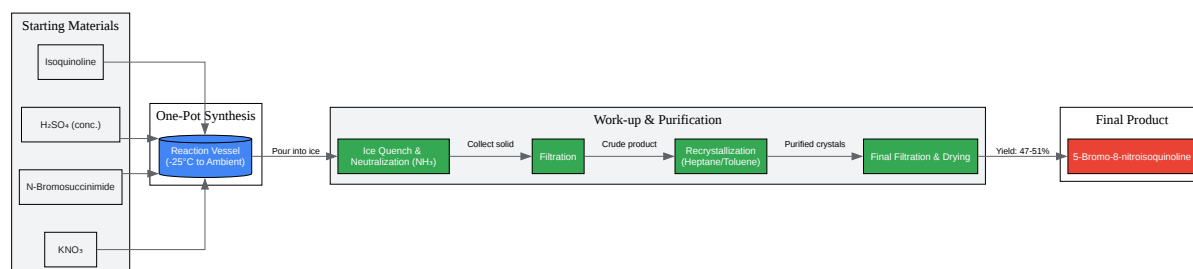 Starting Materials
Isoquinoline
H₂SO₄ (conc.)
N-Bromosuccinimide
KNO₃
One-Pot Synthesis
Reaction Vessel
(-25°C to Ambient)
Pour into ice
Work-up & Purification
Ice Quench &
Neutralization (NH₃)
Collect solid
Filtration
Crude product
Recrystallization
(Heptane/Toluene)
Purified crystals
Final Filtration & Drying
Yield: 47-51%
Final Product
5-Bromo-8-nitroisoquinoline